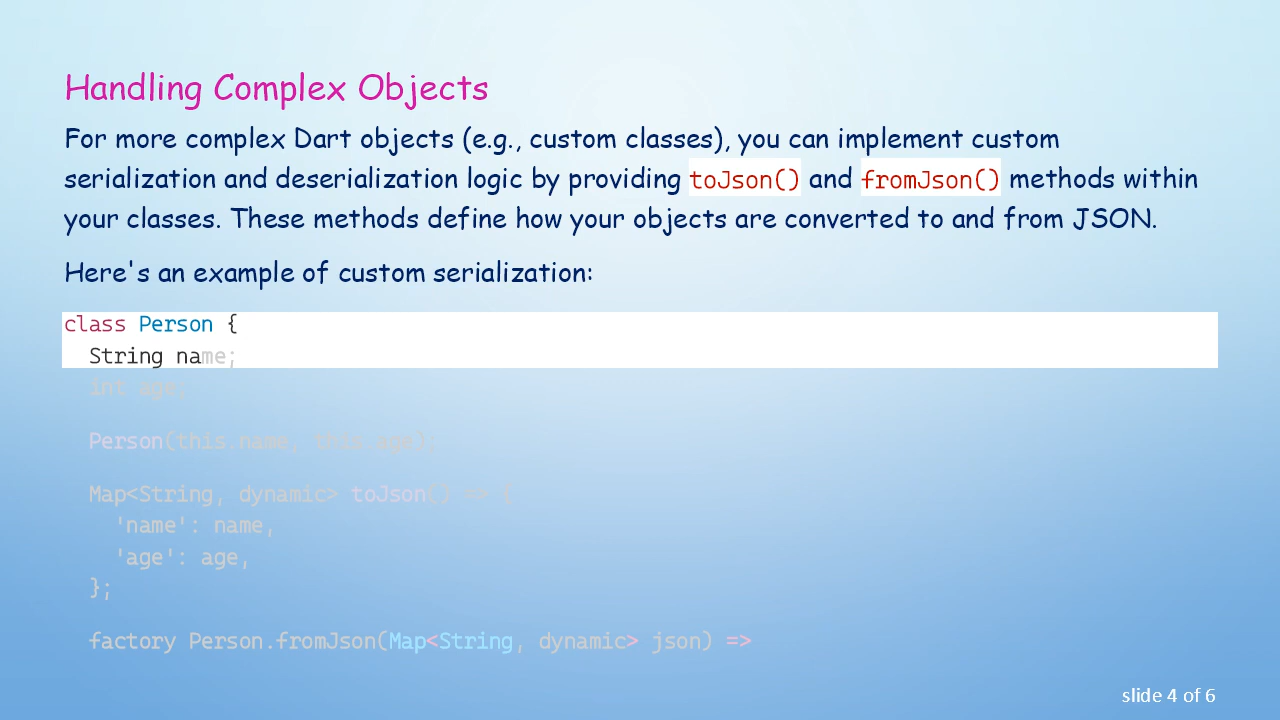 Handling Complex Objects
For more complex Dart objects (e.g., custom classes), you can implement custom
serialization and deserialization logic by providing toJson() and fromJson() methods within
your classes. These methods define how your objects are converted to and from JSON.
Here's an example of custom serialization:
class Person {
  String name;
  int age;
  Person(this.name, this.age);
  Map<String, dynamic> toJson() => {
    'name': name,
    'age': age,
  };
  factory Person.fromJson(Map<String, dynamic> json) =>
slide 4 of 6